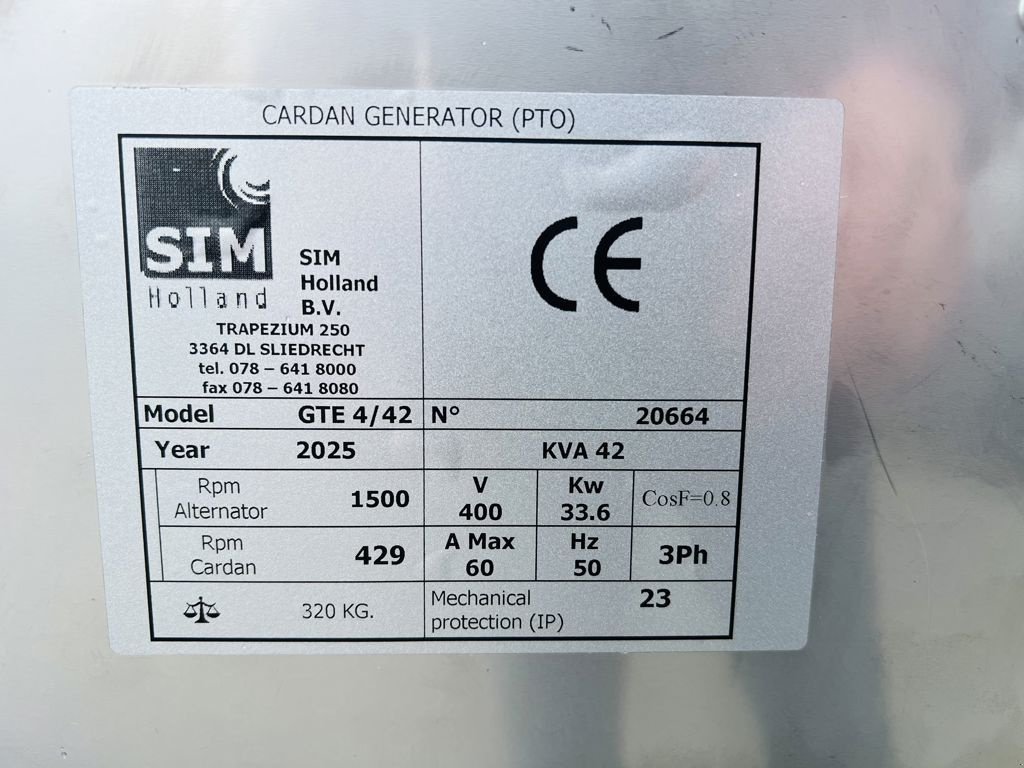 CARDAN GENERATOR (PTO)
SIM
Holland
SIM
Holland
B.V.
TRAPEZIUM 250
3364 DL SLIEDRECHT
tel. 078 – 641 8000
fax 078 – 641 8080
CE
Model GTE 4/42 N° 20664
Year 2025 KVA 42
Rpm Alternator 1500 V 400 Kw 33.6 CosF=0.8
Rpm Cardan 429 A Max 60 Hz 50 3Ph
320 KG. Mechanical protection (IP) 23